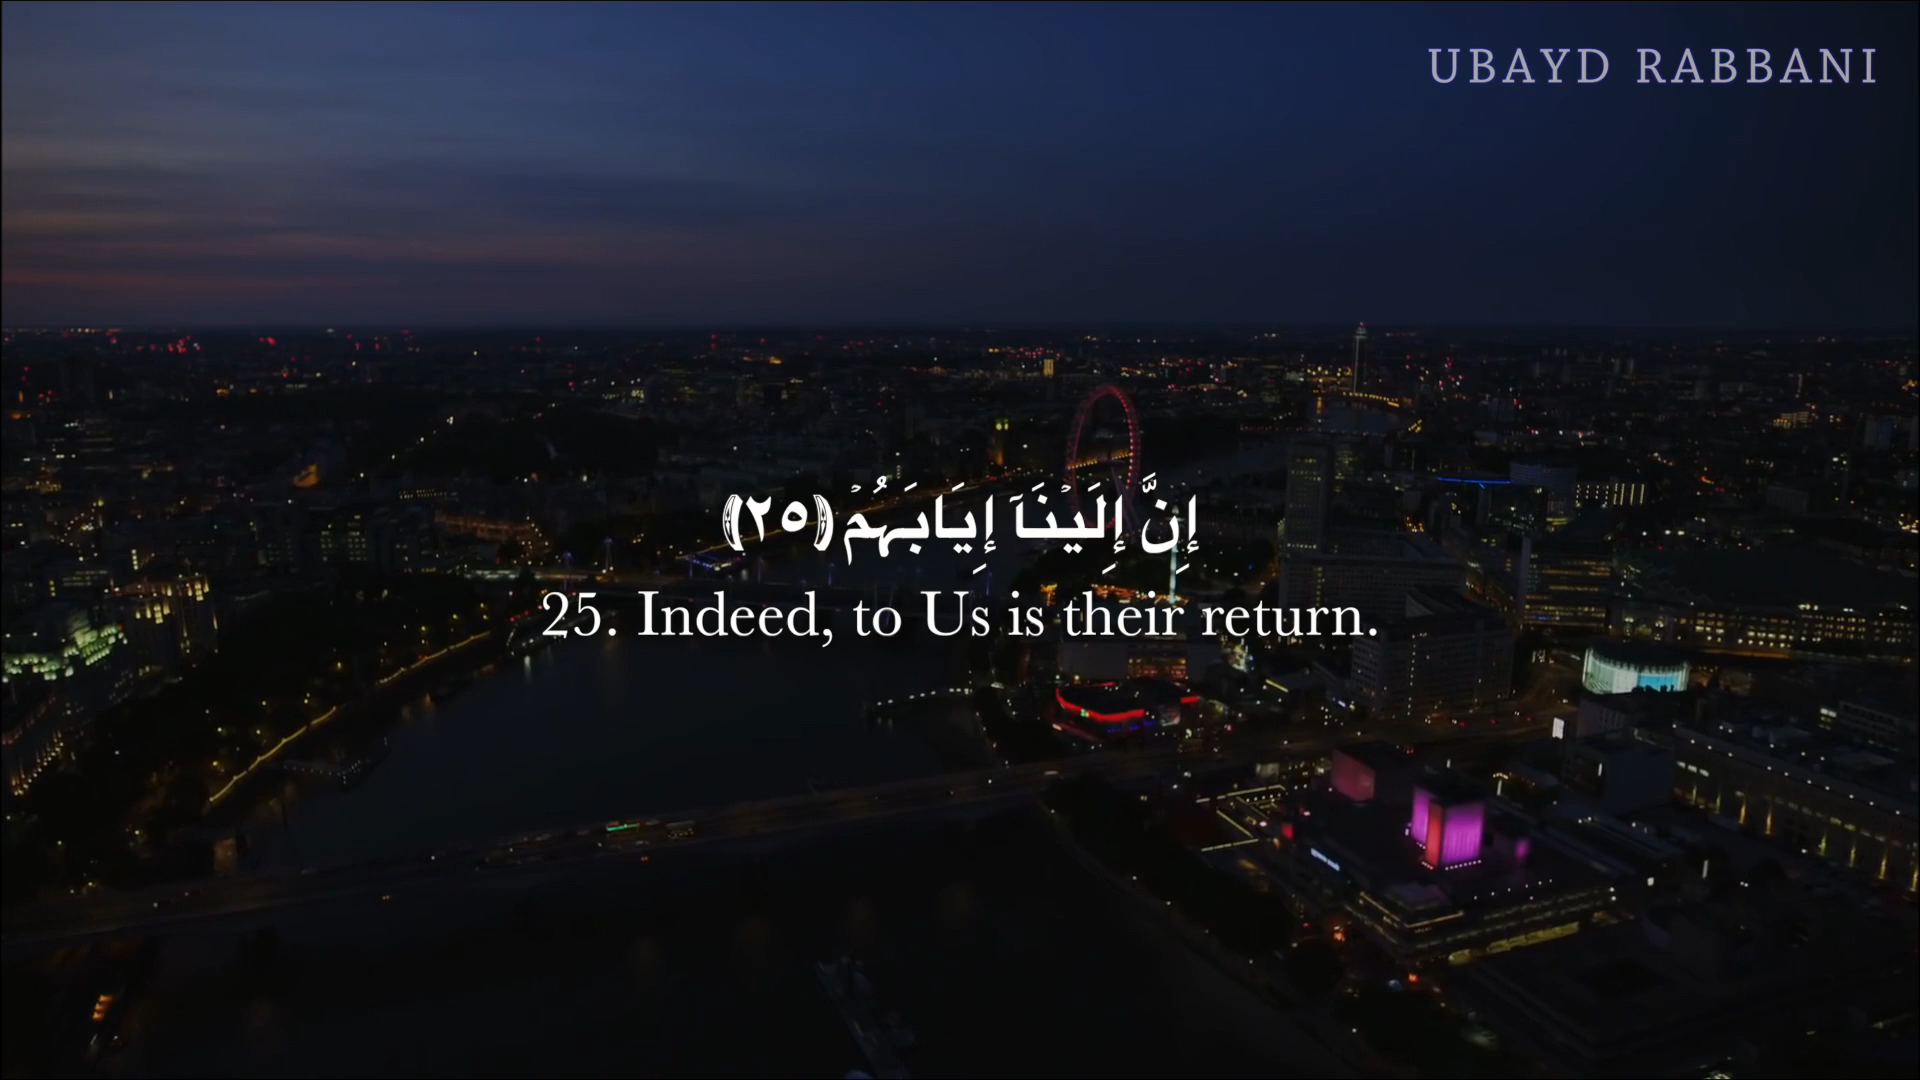 UBAYD RABBANI
إِنَّ إِلَيۡنَآ إِيَابَهُمۡ ﴿٢٥﴾
25. Indeed, to Us is their return.